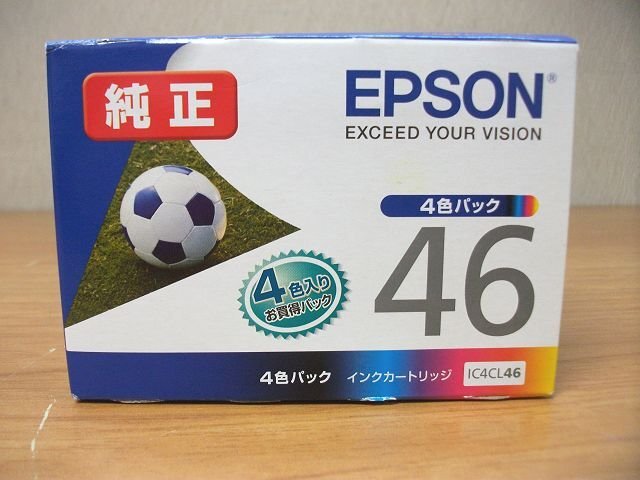 純正
EPSON®
EXCEED YOUR VISION
4色パック
46
4色入り
お買得パック
4色パック インクカートリッジ IC4CL46